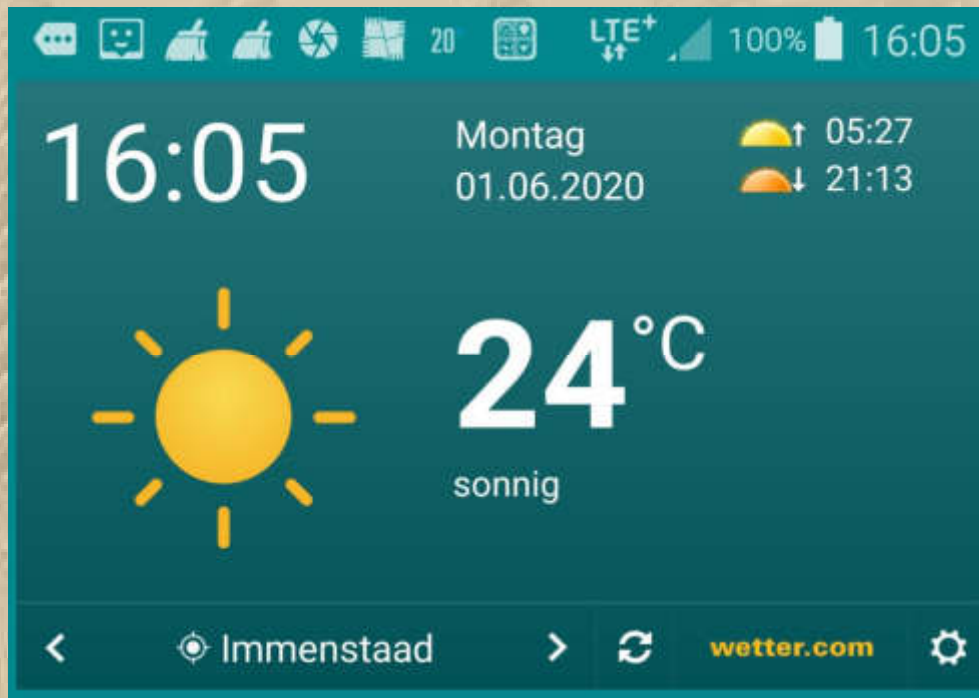 20 LTE+ 100% 16:05
16:05
Montag
01.06.2020
05:27
21:13
24°C
sonnig
Immenstaad
wetter.com